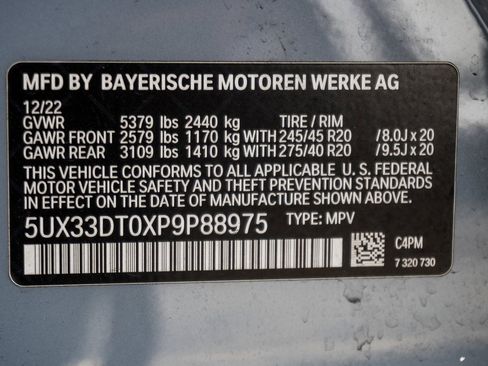 MFD BY BAYERISCHE MOTOREN WERKE AG
12/22
GVWR 5379 lbs 2440 kg TIRE / RIM
GAWR FRONT 2579 lbs 1170 kg WITH 245/45 R20 /8.0J x 20
GAWR REAR 3109 lbs 1410 kg WITH 275/40 R20 /9.5J x 20
THIS VEHICLE CONFORMS TO ALL APPLICABLE U. S. FEDERAL
MOTOR VEHICLE SAFETY AND THEFT PREVENTION STANDARDS
IN EFFECT ON THE DATE OF MANUFACTURE SHOWN ABOVE.
5UX33DT0XP9P88975 TYPE: MPV
C4PM
7 320 730